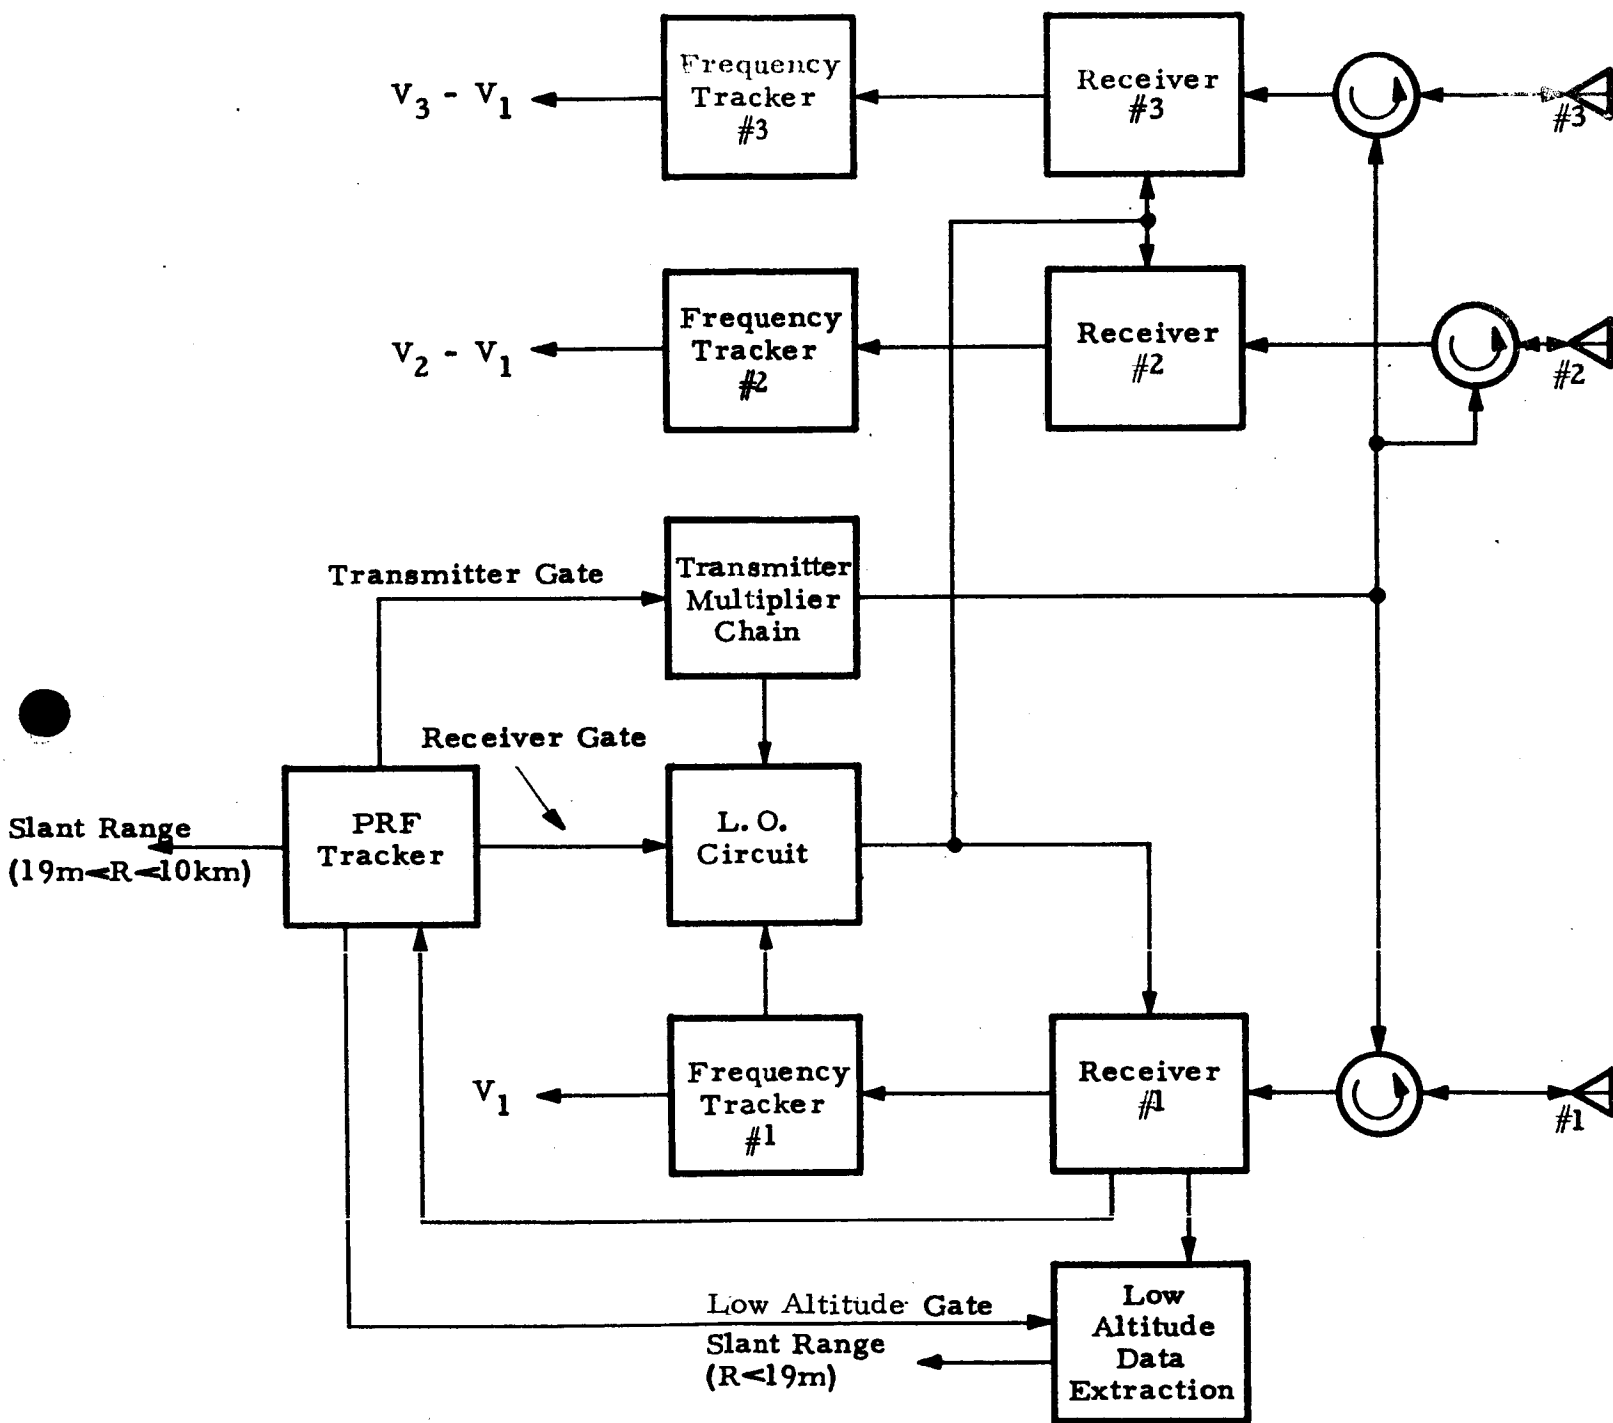 Frequency
Tracker
#3
Receiver
#3
V3 - V1
#3
Frequency
Tracker
#2
Receiver
#2
V2 - V1
#2
Transmitter Gate
Transmitter
Multiplier
Chain
Receiver Gate
Slant Range
(19m<R<10km)
PRF
Tracker
L. O.
Circuit
V1
Frequency
Tracker
#1
Receiver
#1
#1
Low Altitude Gate
Slant Range
(R<19m)
Low
Altitude
Data
Extraction